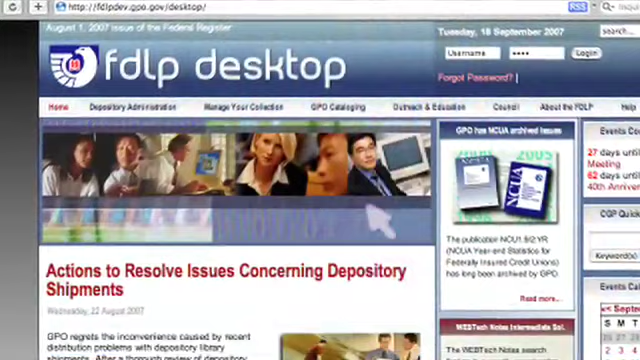 http://fdlpdev.gpo.gov/desktop/
RSS
August 1, 2007 issue of the Federal Register
Tuesday, 18 September 2007
search...
fdlp desktop
Username
••••
Login
Forgot Password? |
Home
Depository Administration
Manage Your Collection
GPO Cataloging
Outreach & Education
Council
About the FDLP
Help
GPO has NCUA archived Issues
NCUA
NCUA
The publication NCU1.9/2:YR
(NCUA Year-end Statistics for
Federally Insured Credit Unions)
has long been archived by GPO.
Read more...
WEBTech Notes Intermediate Sol.
The WEBTech Notes search
Events Co
27 days
Meeting
62 days
40th Anniver
CGP Quick
Keyword(s)
Events Cal
<< Septem
S M T
Actions to Resolve Issues Concerning Depository
Shipments
Wednesday, 22 August 2007
GPO regrets the inconvenience caused by recent
distribution problems with depository library
shipments. After a thorough review of depository